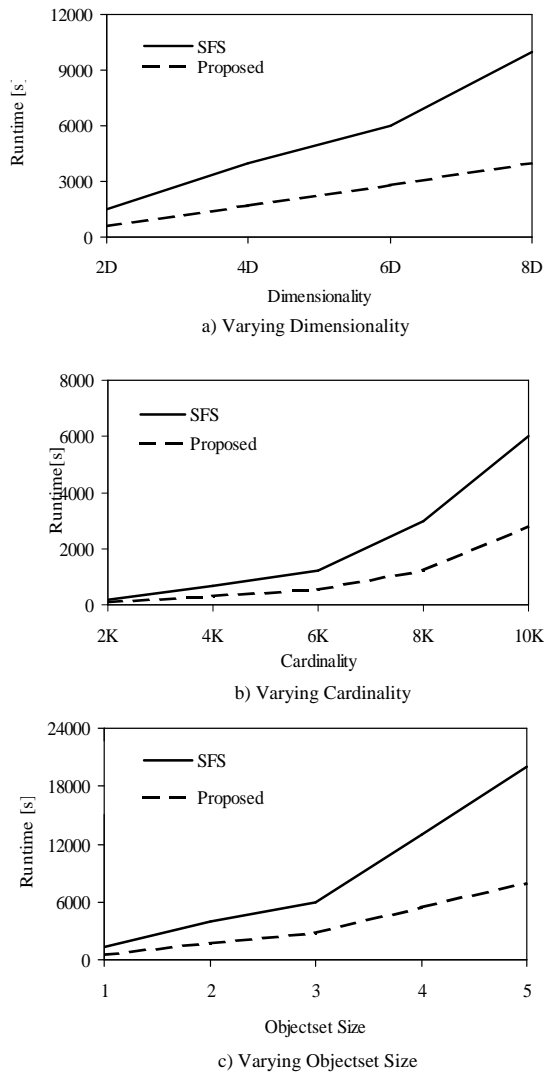 12000
9000
6000
3000
0
Runtime [s]
SFS
Proposed
2D 4D 6D 8D
Dimensionality
a) Varying Dimensionality
8000
6000
4000
2000
0
Runtime[s]
SFS
Proposed
2K 4K 6K 8K 10K
Cardinality
b) Varying Cardinality
24000
18000
12000
6000
0
Runtime [s]
SFS
Proposed
1 2 3 4 5
Objectset Size
c) Varying Objectset Size